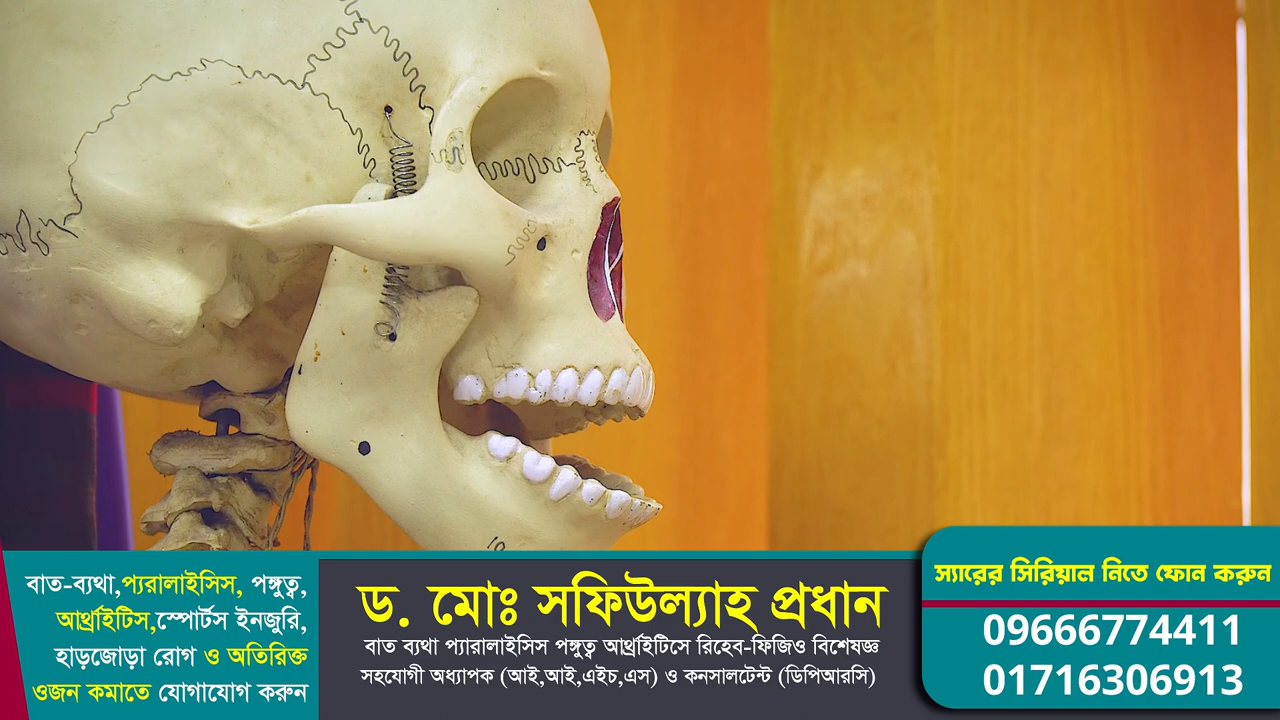 বাত-ব্যথা,প্যরালাইসিস, পঙ্গুত্ব,
আর্থ্রাইটিস,স্পোর্টস ইনজুরি,
হাড়জোড়া রোগ ও অতিরিক্ত
ওজন কমাতে যোগাযোগ করুন
ড. মোঃ সফিউল্যাহ প্রধান
বাত ব্যথা প্যারালাইসিস পঙ্গুত্ব আর্থ্রাইটিসে রিহেব-ফিজিও বিশেষজ্ঞ
সহযোগী অধ্যাপক (আই,আই,এইচ,এস) ও কনসালটেন্ট (ডিপিআরসি)
স্যারের সিরিয়াল নিতে ফোন করুন
09666774411
01716306913